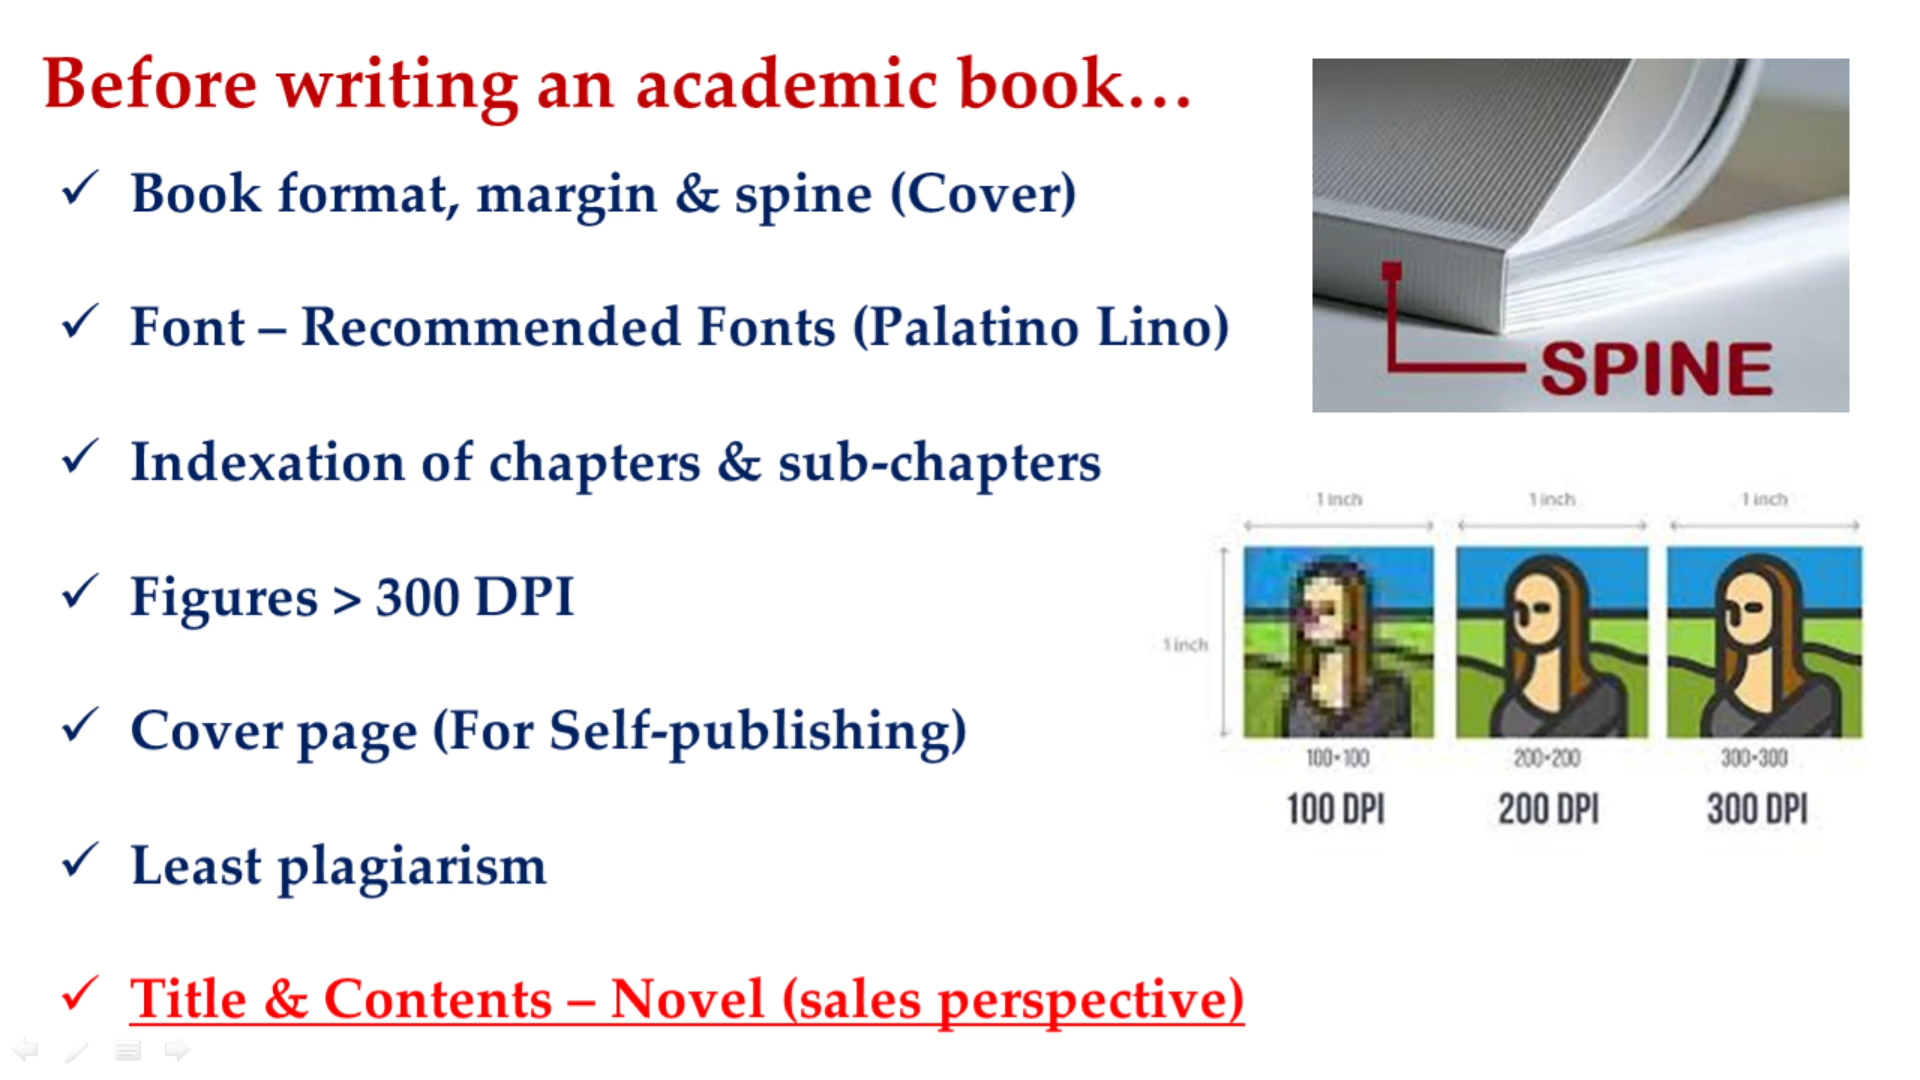 Before writing an academic book...
✓ Book format, margin & spine (Cover)
✓ Font – Recommended Fonts (Palatino Lino)
✓ Indexation of chapters & sub-chapters
✓ Figures > 300 DPI
✓ Cover page (For Self-publishing)
✓ Least plagiarism
✓ Title & Contents – Novel (sales perspective)
SPINE
1 inch 1 inch 1 inch
1 inch
100×100 200×200 300×300
100 DPI 200 DPI 300 DPI